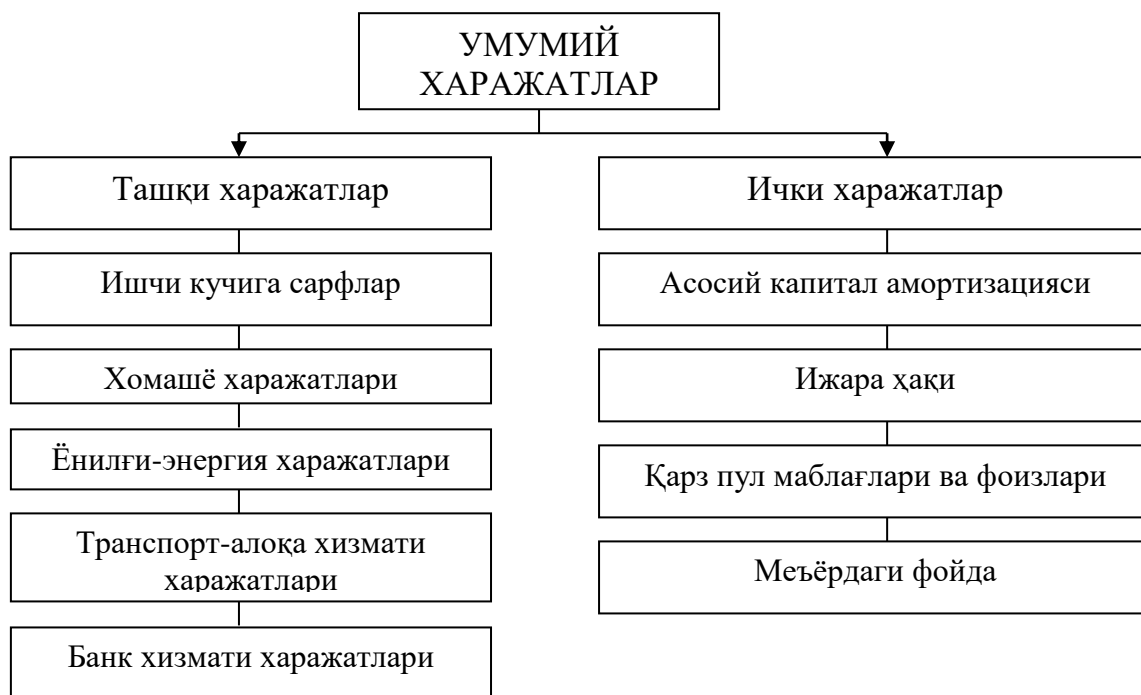 УМУМИЙ
ХАРАЖАТЛАР
Ташқи харажатлар
Ишчи кучига сарфлар
Хомашё харажатлари
Ёнилғи-энергия харажатлари
Транспорт-алоқа хизмати
харажатлари
Банк хизмати харажатлари
Ички харажатлар
Асосий капитал амортизацияси
Ижара ҳақи
Қарз пул маблағлари ва фоизлари
Меъёрдаги фойда